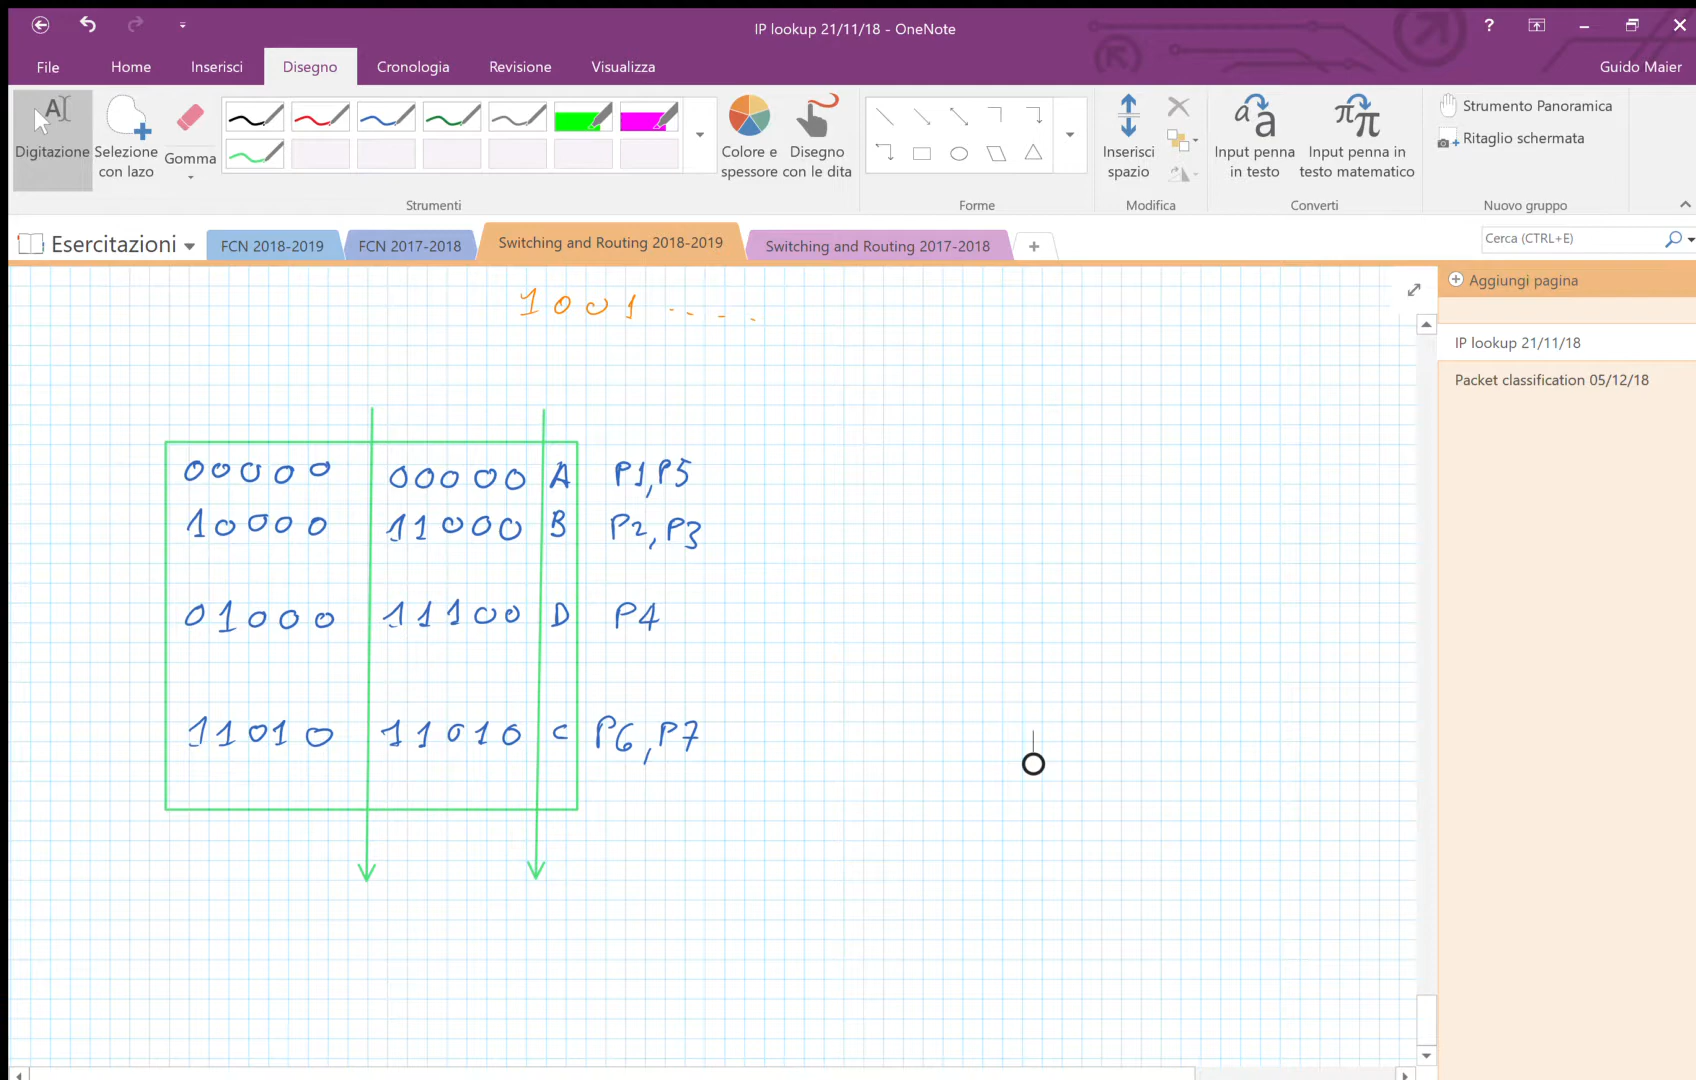 IP lookup 21/11/18 - OneNote
?
File Home Inserisci Disegno Cronologia Revisione Visualizza Guido Maier
Digitazione
Selezione
con lazo
Gomma
Strumenti
Colore e
spessore
Disegno
con le dita
Forme
Inserisci
spazio
Modifica
Input penna
in testo
Input penna in
testo matematico
Converti
Strumento Panoramica
Ritaglio schermata
Nuovo gruppo
Esercitazioni FCN 2018-2019 FCN 2017-2018 Switching and Routing 2018-2019 Switching and Routing 2017-2018 + Cerca (CTRL+E)
Aggiungi pagina
IP lookup 21/11/18
Packet classification 05/12/18
1001 .....
00000 00000 A P1,P5
10000 11000 B P2,P3
01000 11100 D P4
11010 11010 C P6,P7